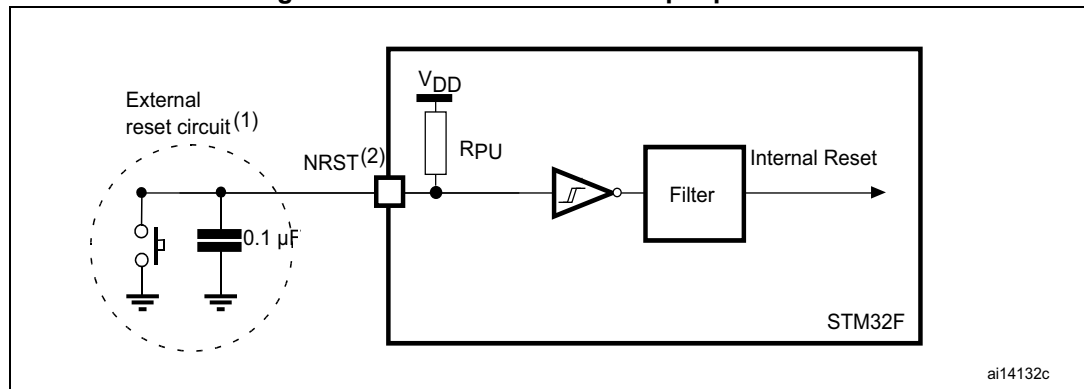 External
reset circuit(1)
VDD
NRST(2)
RPU
Internal Reset
Filter
0.1 µF
STM32F
ai14132c